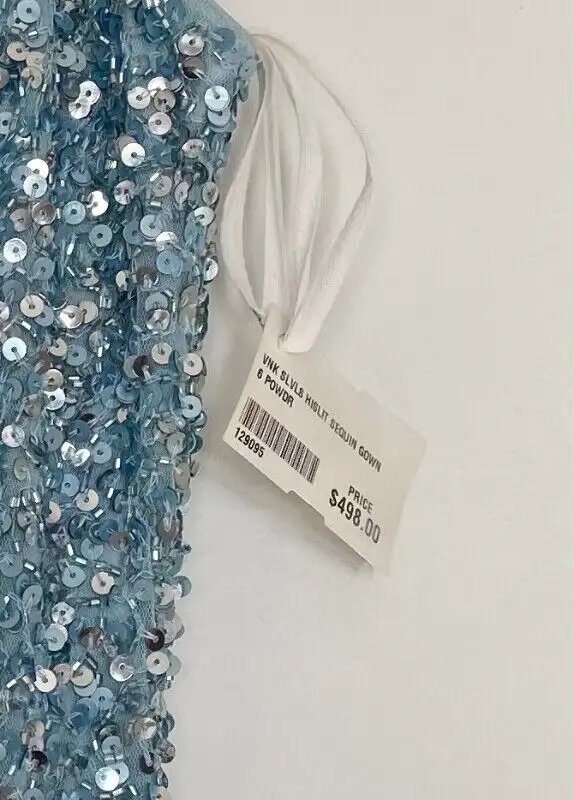 VNK SLVLS HISLIT SEQUIN GOWN
6 POWDR
129095
PRICE
$498.00